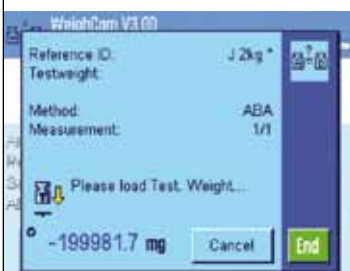 WeighCom V3.00
Reference ID: J 2kg *
Testweight:
Method: ABA
Measurement: 1/1
Please load Test. Weight...
-199981.7 mg Cancel End